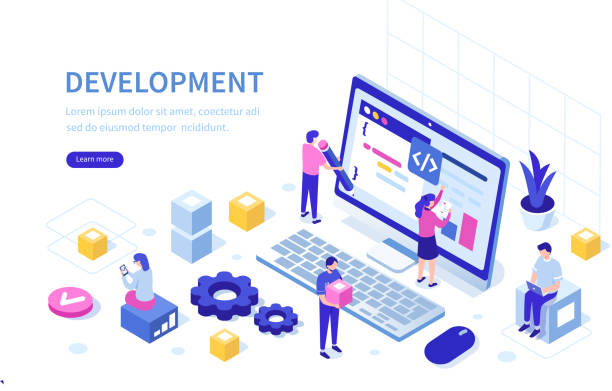 DEVELOPMENT
Lorem ipsum dolor sit amet, coectetur adi
sed do eiusmod tempor ncididunt.
Learn more
{
</>
}